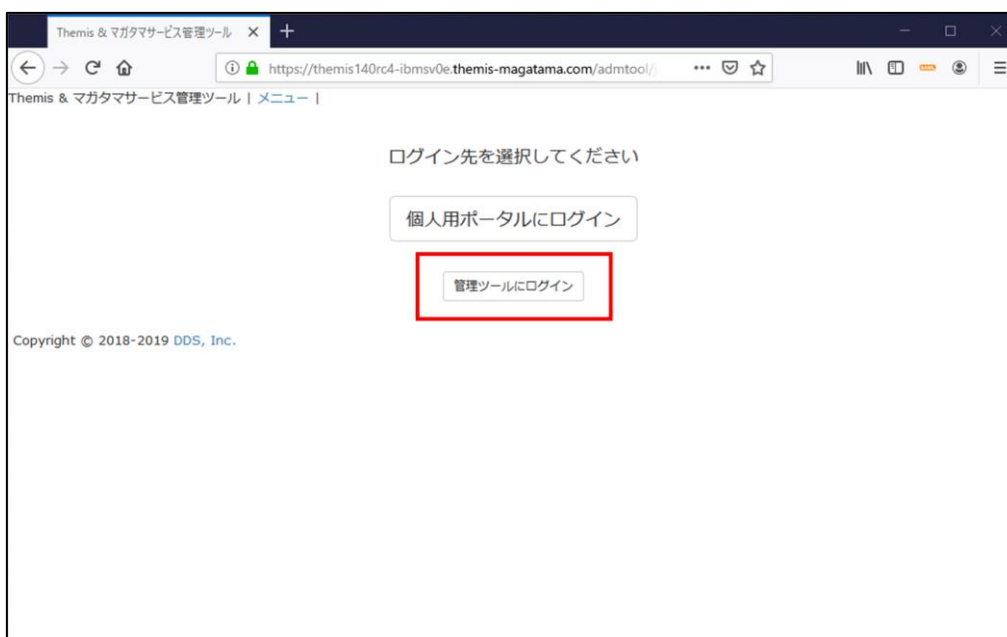 Themis & マガタマサービス管理ツール
https://themis140rc4-ibmsv0e.themis-magatama.com/admtool/
Themis & マガタマサービス管理ツール | メニュー |
ログイン先を選択してください
個人用ポータルにログイン
管理ツールにログイン
Copyright © 2018-2019 DDS, Inc.